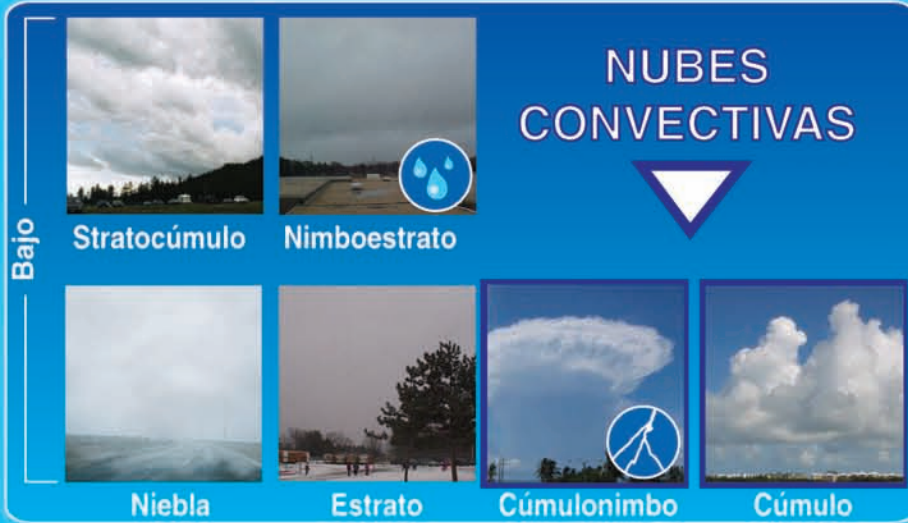 NUBES
CONVECTIVAS
Bajo
Stratocúmulo
Nimboestrato
Niebla
Estrato
Cúmulonimbo
Cúmulo